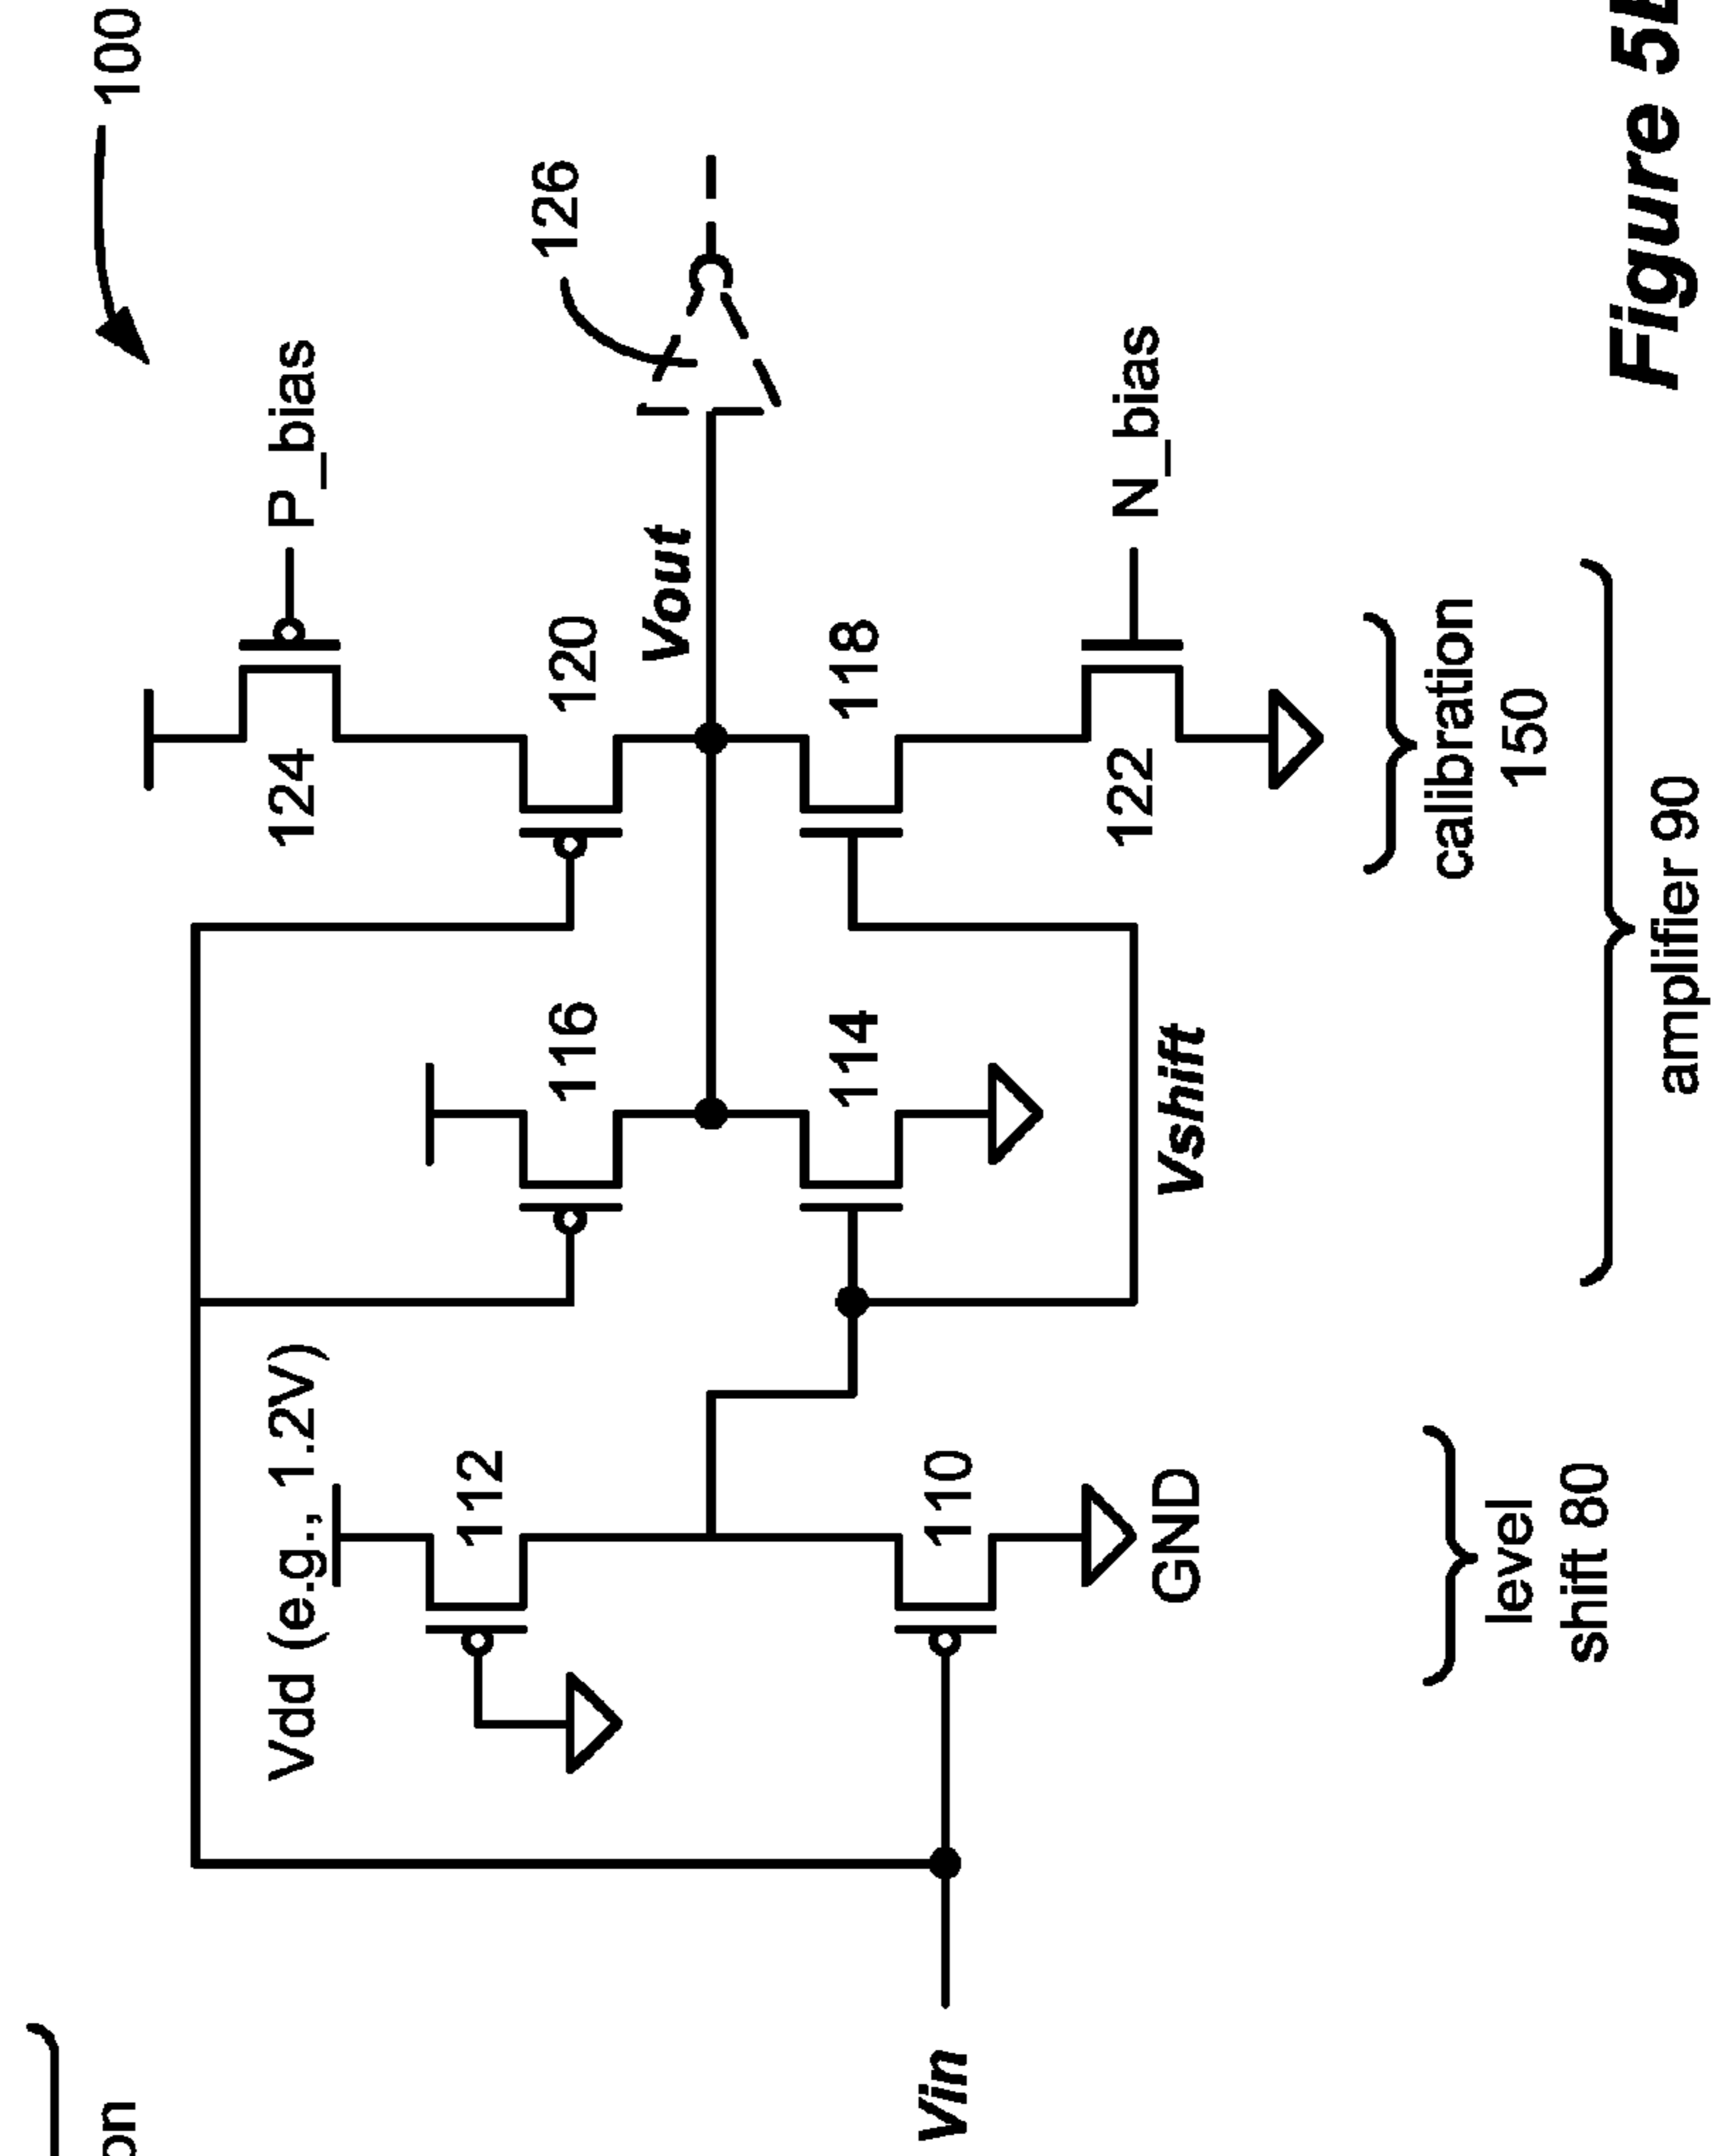 100
Vdd (e.g., 1.2V)
124
P_bias
112
126
116
120
Vout
114
118
Vin
110
122
N_bias
GND
Vshift
calibration
150
level
shift 80
amplifier 90
Figure